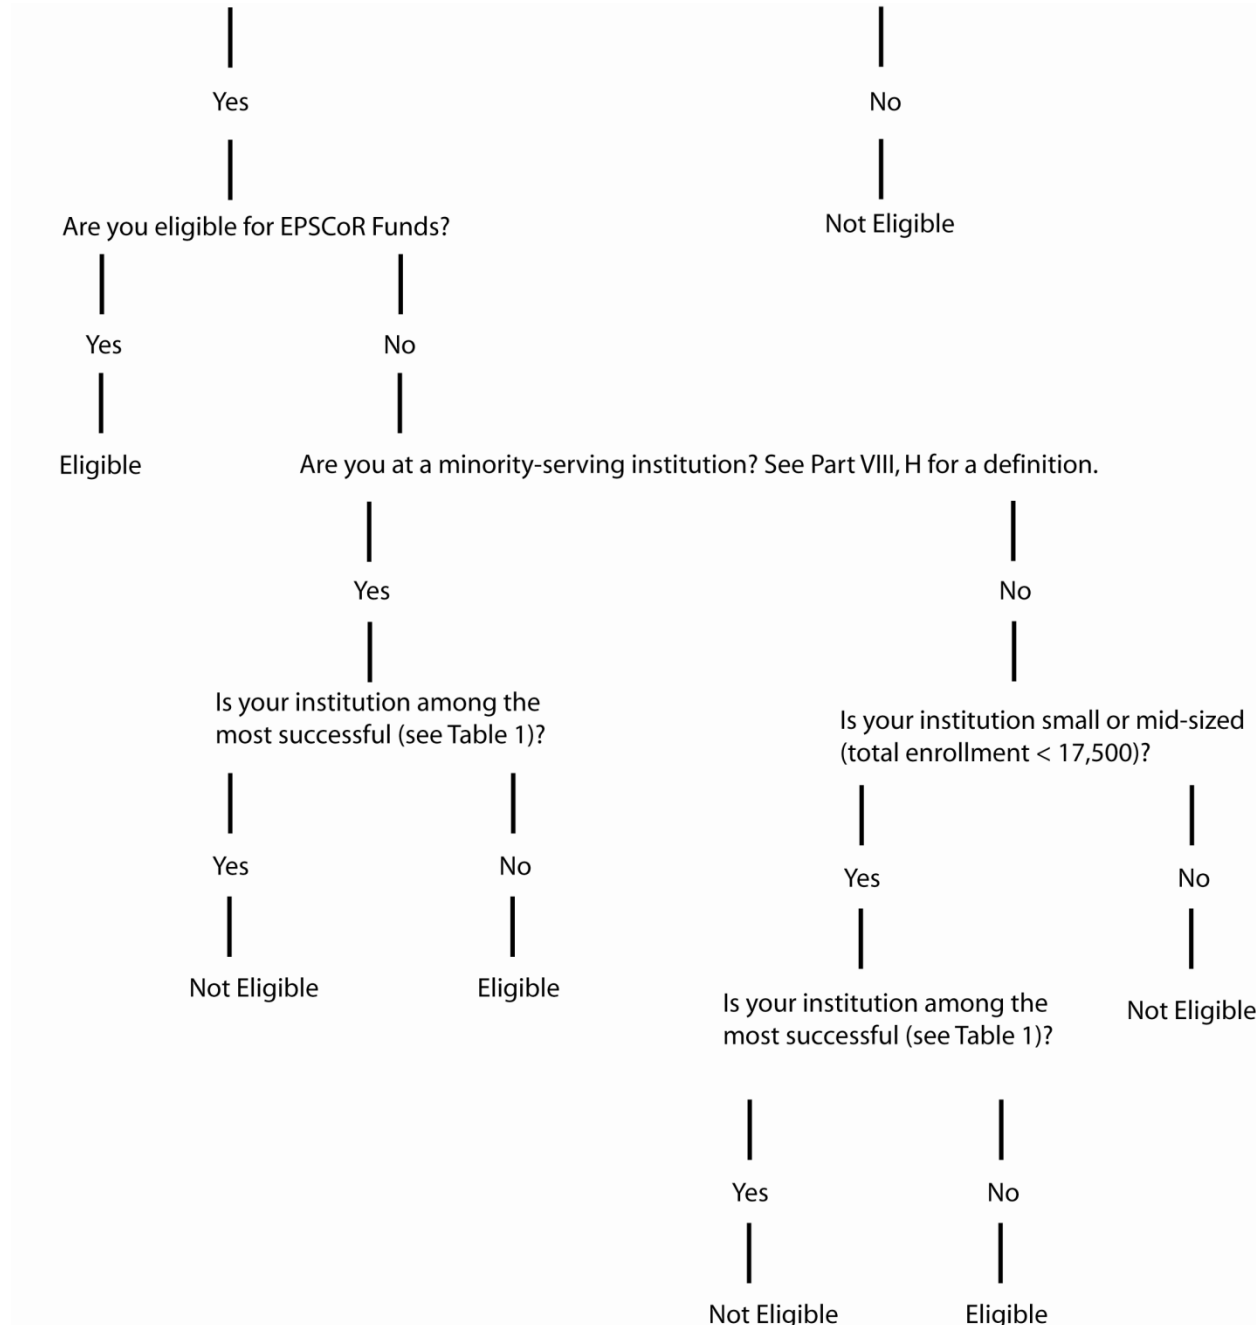 Yes
No
Are you eligible for EPSCoR Funds?
Not Eligible
Yes
No
Eligible
Are you at a minority-serving institution? See Part VIII, H for a definition.
Yes
No
Is your institution among the
most successful (see Table 1)?
Is your institution small or mid-sized
(total enrollment < 17,500)?
Yes
No
Yes
No
Not Eligible
Eligible
Is your institution among the
most successful (see Table 1)?
Not Eligible
Yes
No
Not Eligible
Eligible